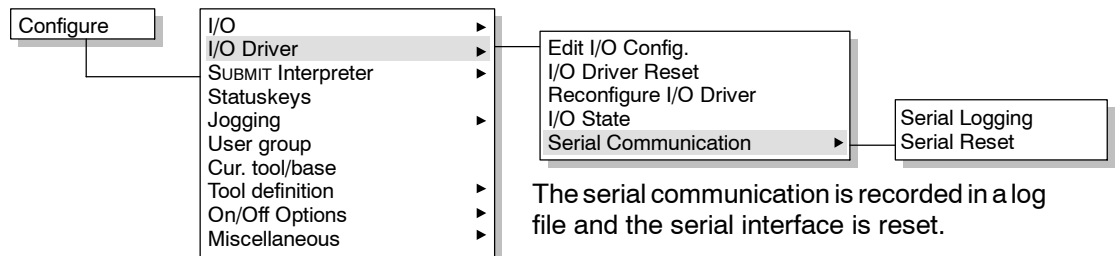 Configure
I/O
I/O Driver
SUBMIT Interpreter
Statuskeys
Jogging
User group
Cur. tool/base
Tool definition
On/Off Options
Miscellaneous
Edit I/O Config.
I/O Driver Reset
Reconfigure I/O Driver
I/O State
Serial Communication
Serial Logging
Serial Reset
The serial communication is recorded in a log
file and the serial interface is reset.